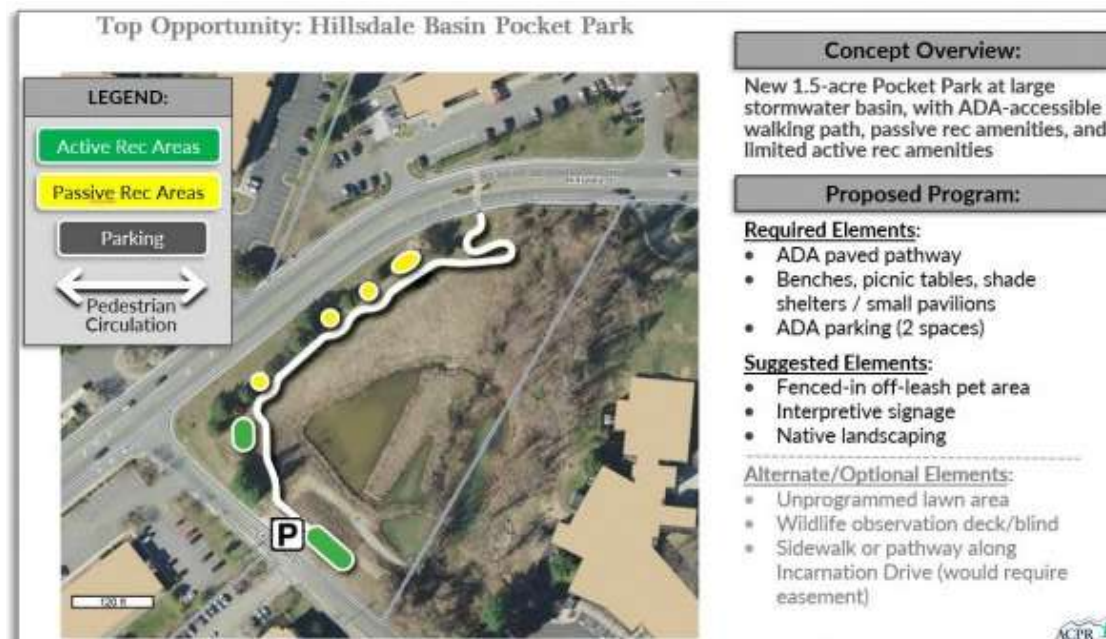 Top Opportunity: Hillsdale Basin Pocket Park
LEGEND:
Active Rec Areas
Passive Rec Areas
Parking
Pedestrian
Circulation
P
120 ft
Concept Overview:
New 1.5-acre Pocket Park at large
stormwater basin, with ADA-accessible
walking path, passive rec amenities, and
limited active rec amenities
Proposed Program:
Required Elements:
• ADA paved pathway
• Benches, picnic tables, shade
shelters / small pavilions
• ADA parking (2 spaces)
Suggested Elements:
• Fenced-in off-leash pet area
• Interpretive signage
• Native landscaping
Alternate/Optional Elements:
• Unprogrammed lawn area
• Wildlife observation deck/blind
• Sidewalk or pathway along
Incarnation Drive (would require
easement)
ACPR